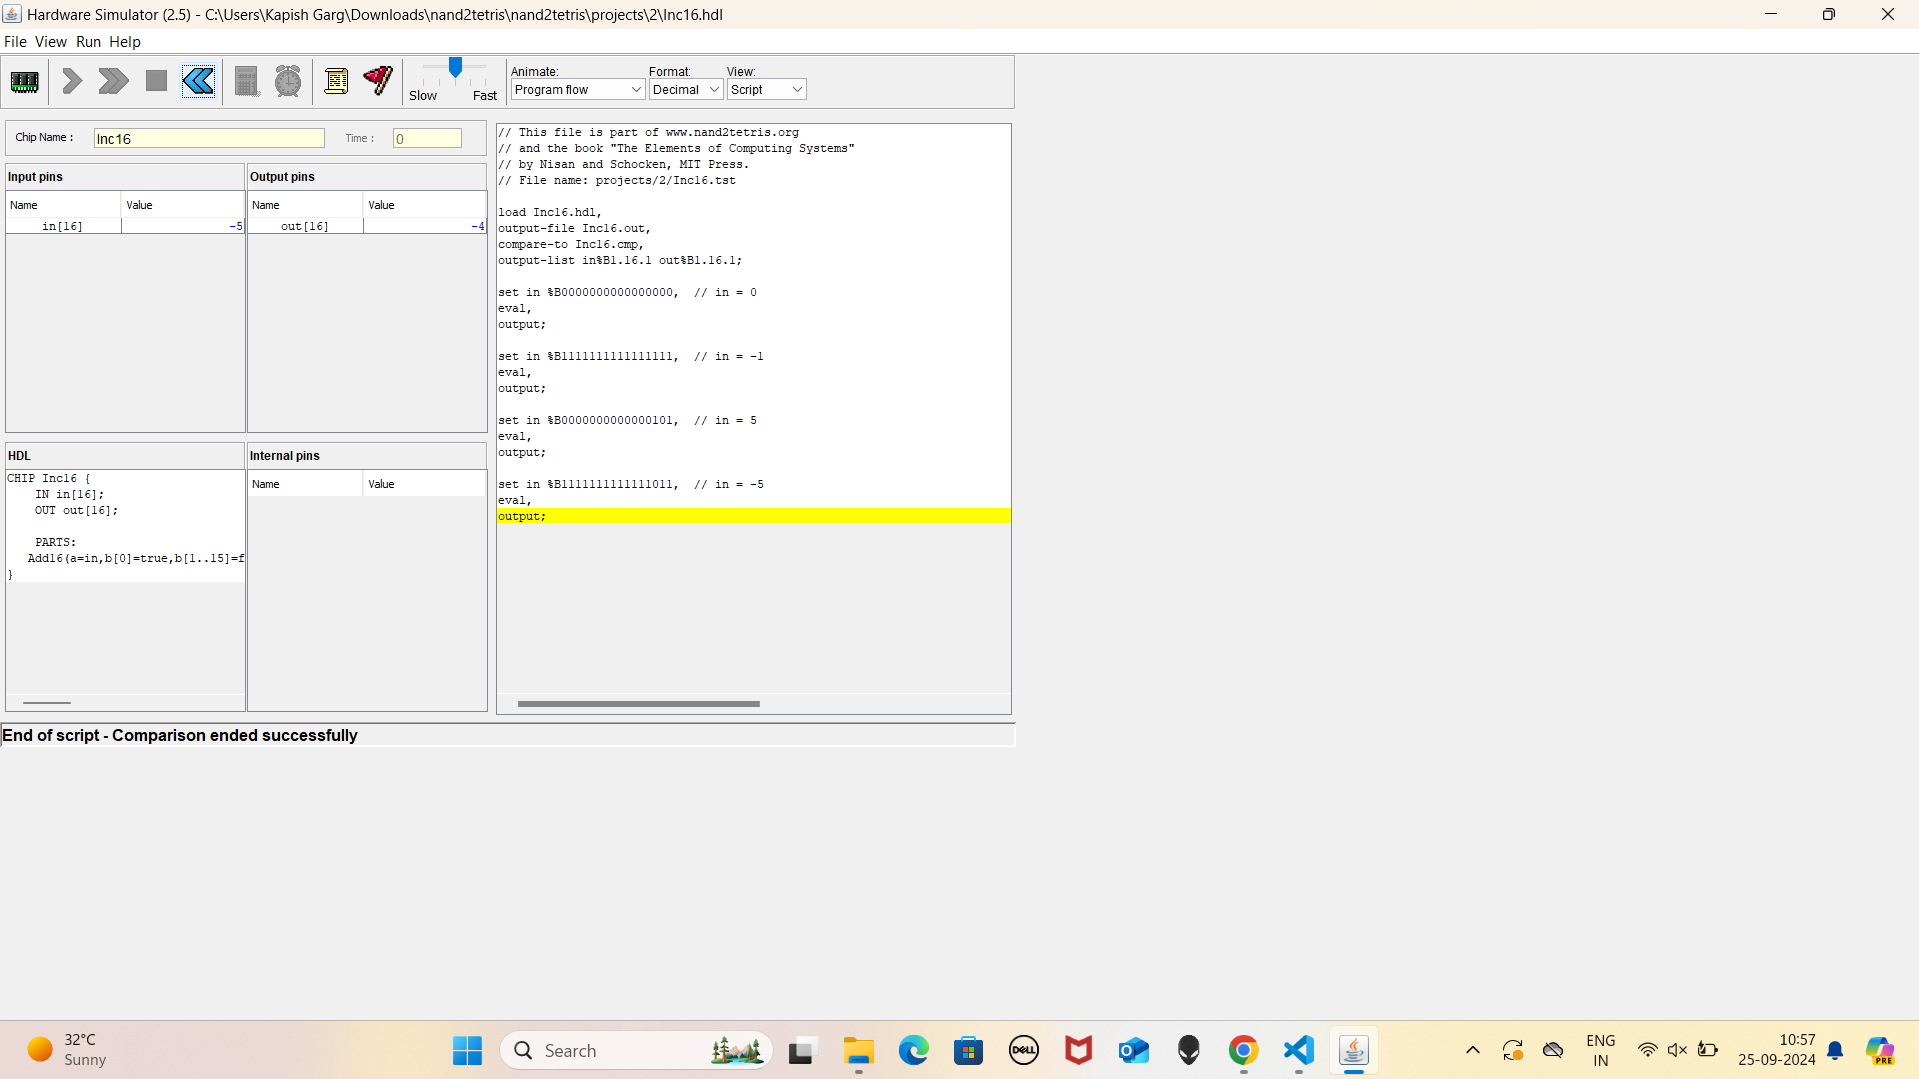 Hardware Simulator (2.5) - C:\Users\Kapish Garg\Downloads\nand2tetris\nand2tetris\projects\2\Inc16.hdl
File View Run Help
Slow Fast
Animate: Format: View:
Program flow Decimal Script
Chip Name : Inc16 Time : 0
Input pins Output pins
Name Value Name Value
in[16] -5 out[16] -4
HDL Internal pins
Name Value
CHIP Inc16 {
IN in[16];
OUT out[16];
PARTS:
Add16(a=in,b[0]=true,b[1..15]=f
}
// This file is part of www.nand2tetris.org
// and the book "The Elements of Computing Systems"
// by Nisan and Schocken, MIT Press.
// File name: projects/2/Inc16.tst
load Inc16.hdl,
output-file Inc16.out,
compare-to Inc16.cmp,
output-list in%B1.16.1 out%B1.16.1;
set in %B0000000000000000,  // in = 0
eval,
output;
set in %B1111111111111111,  // in = -1
eval,
output;
set in %B0000000000000101,  // in = 5
eval,
output;
set in %B1111111111111011,  // in = -5
eval,
output;
End of script - Comparison ended successfully
32°C
Sunny
Search
DELL
ENG
IN
10:57
25-09-2024
PRE